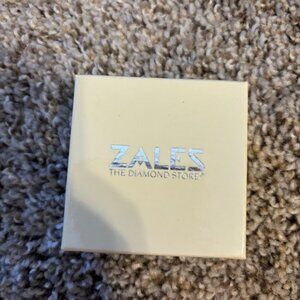 ZALES
THE DIAMOND STORE®